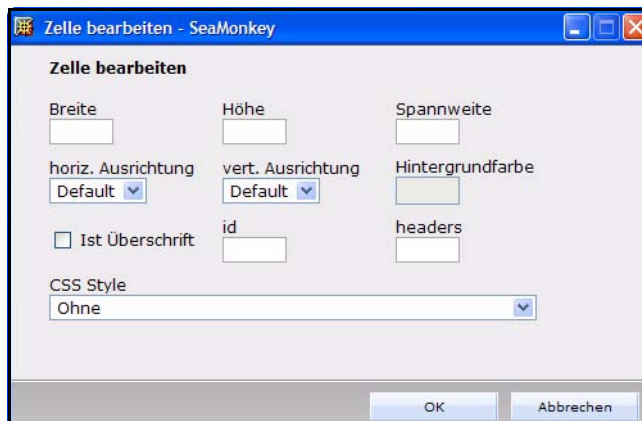 Zelle bearbeiten - SeaMonkey
Zelle bearbeiten
Breite Höhe Spannweite
horiz. Ausrichtung vert. Ausrichtung Hintergrundfarbe
Default Default
Ist Überschrift id headers
CSS Style
Ohne
OK Abbrechen